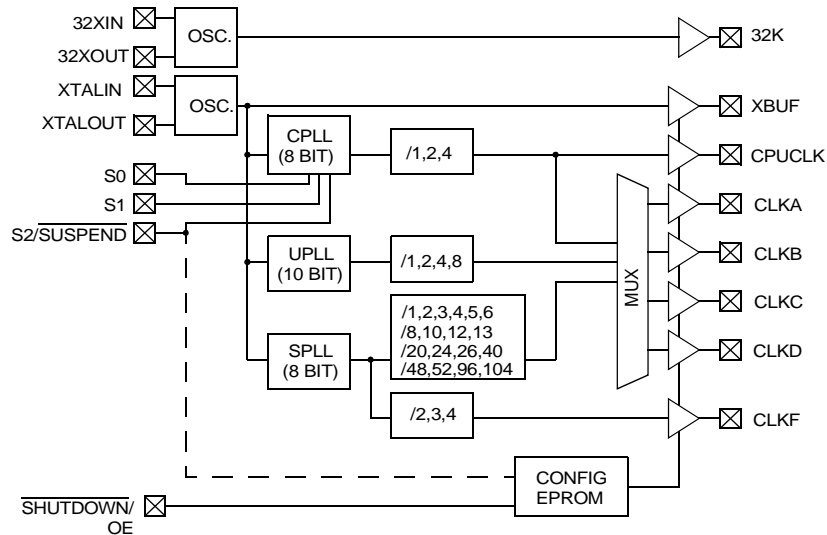 32XIN
32XOUT
OSC.
32K
XTALIN
XTALOUT
OSC.
XBUF
CPLL
(8 BIT)
/1,2,4
CPUCLK
S0
S1
S2/SUSPEND
CLKA
UPLL
(10 BIT)
/1,2,4,8
MUX
CLKB
CLKC
SPLL
(8 BIT)
/1,2,3,4,5,6
/8,10,12,13
/20,24,26,40
/48,52,96,104
CLKD
/2,3,4
CLKF
CONFIG
EPROM
SHUTDOWN/
OE